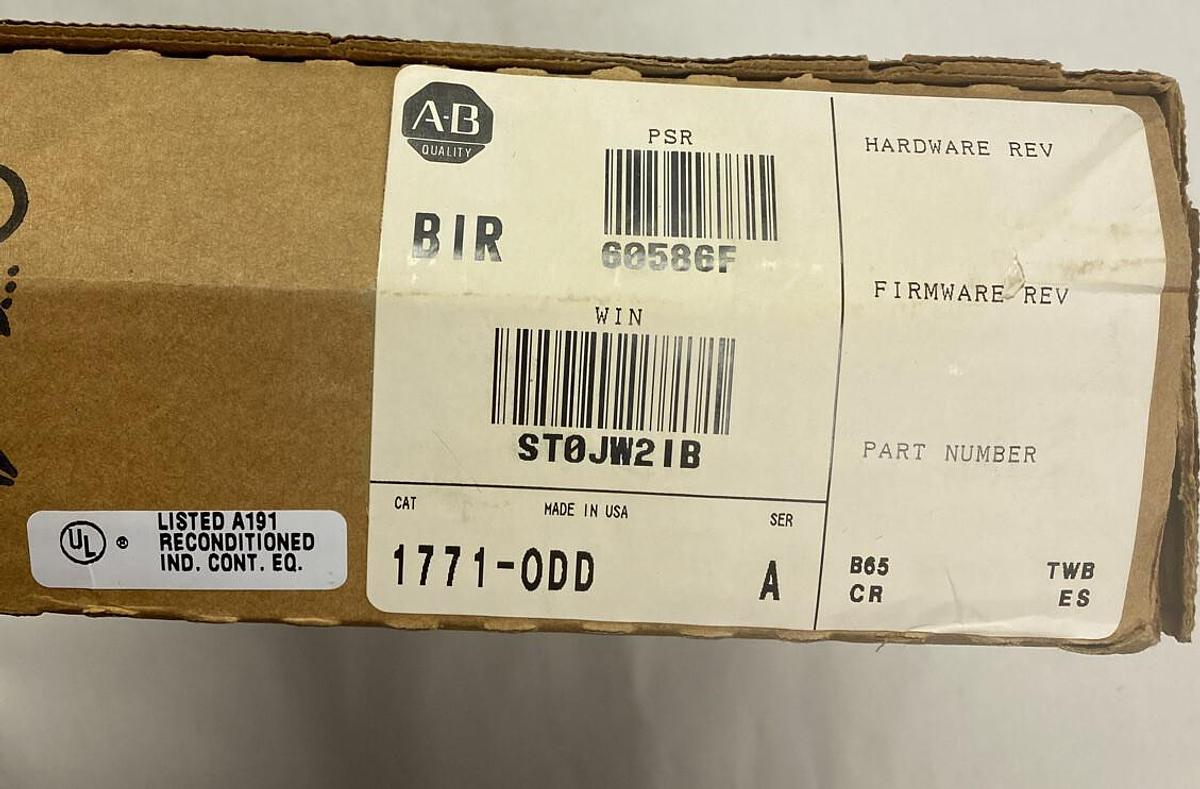 A·B
QUALITY
BIR
PSR
60586F
WIN
ST0JW2IB
CAT
MADE IN USA
SER
1771-ODD
A
HARDWARE REV
FIRMWARE REV
PART NUMBER
B65
TWB
CR
ES
UL ®
LISTED A191
RECONDITIONED
IND. CONT. EQ.